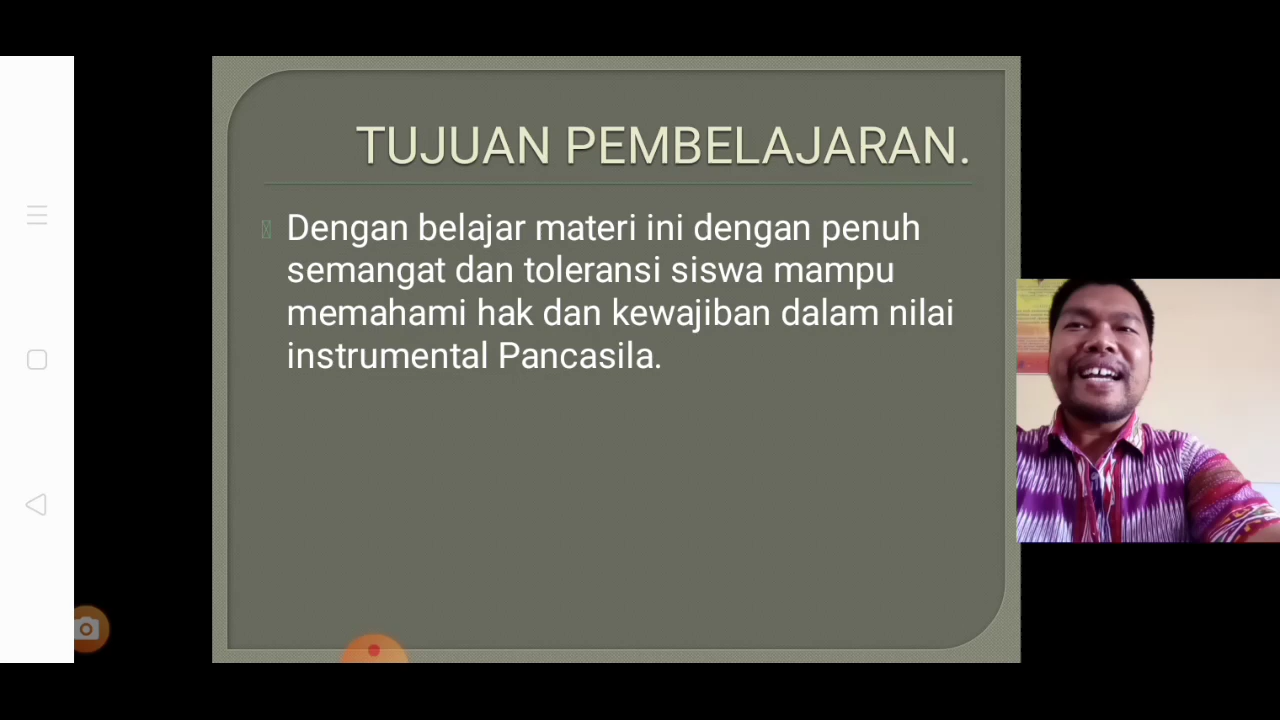 TUJUAN PEMBELAJARAN.
Dengan belajar materi ini dengan penuh
semangat dan toleransi siswa mampu
memahami hak dan kewajiban dalam nilai
instrumental Pancasila.